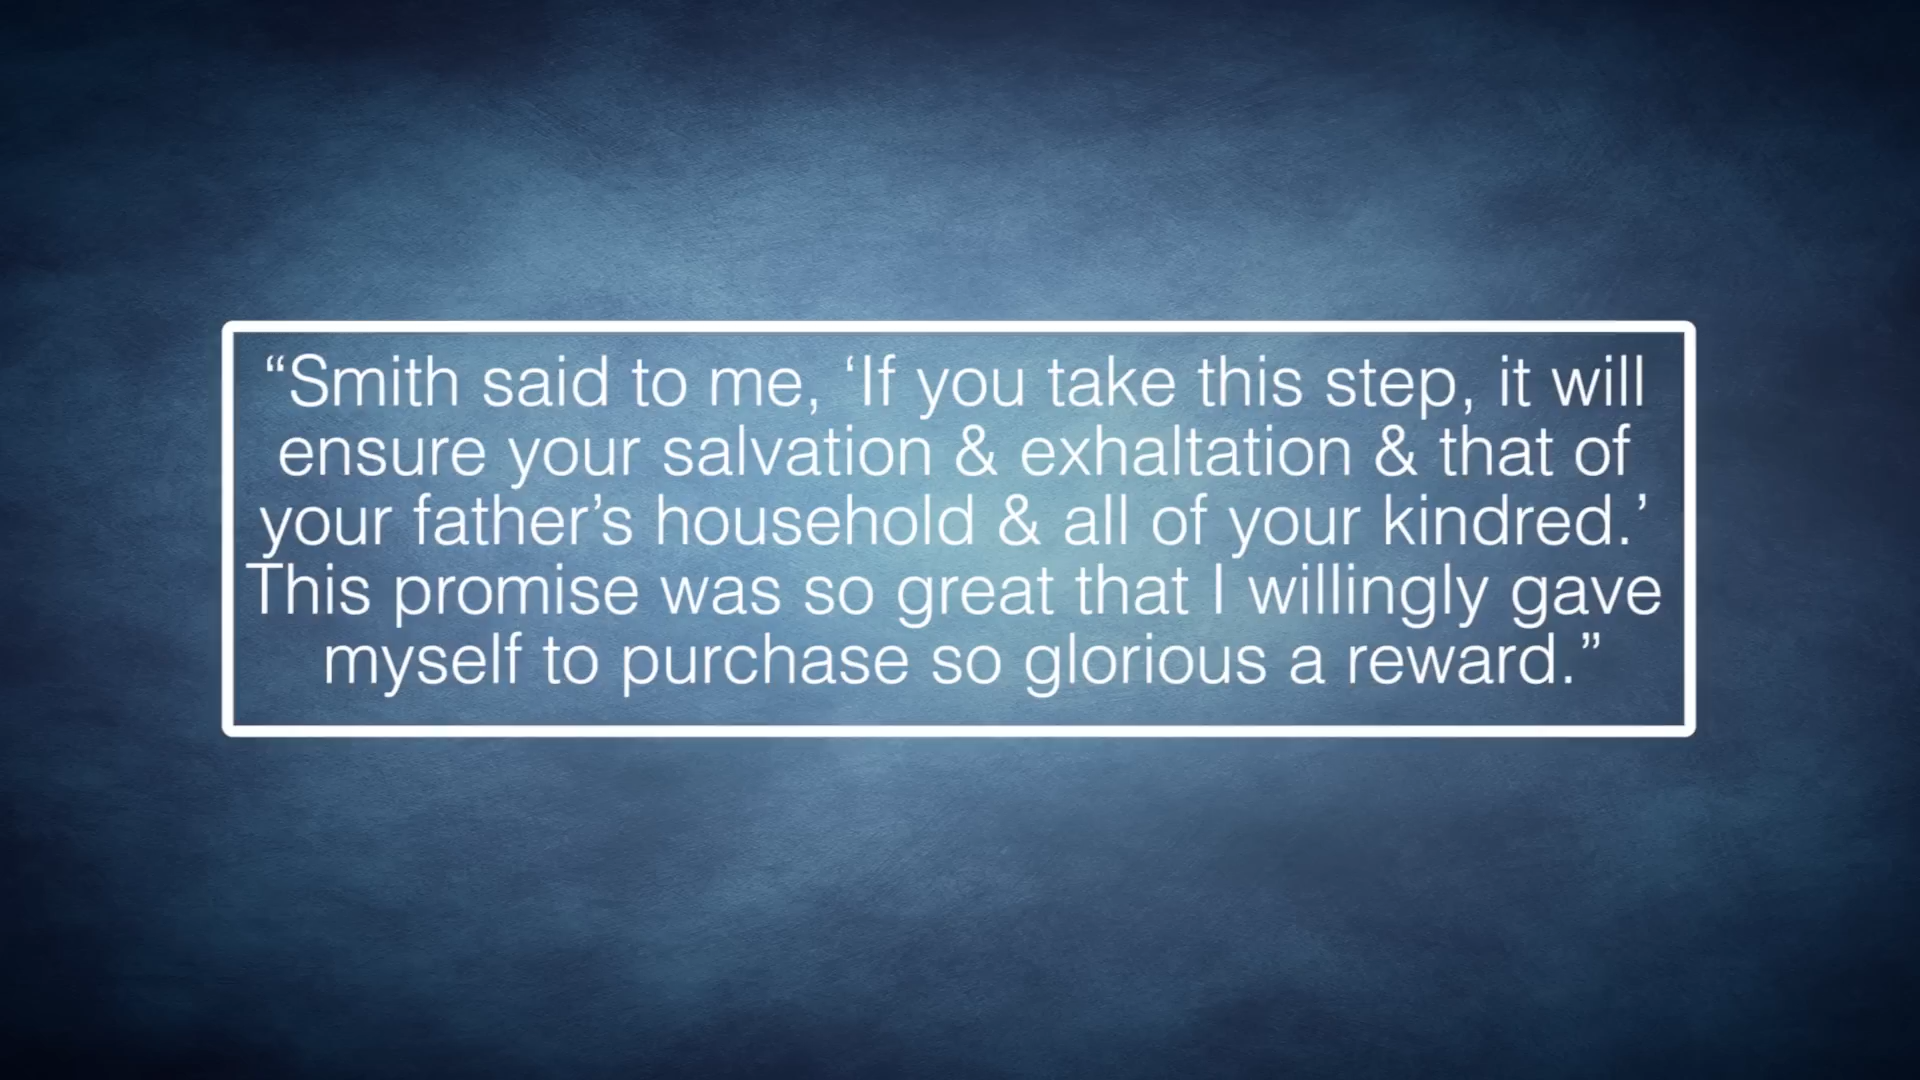 “Smith said to me, ‘If you take this step, it will
ensure your salvation & exhaltation & that of
your father’s household & all of your kindred.’
This promise was so great that I willingly gave
myself to purchase so glorious a reward.”